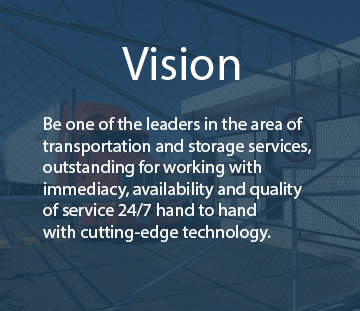 Vision
Be one of the leaders in the area of
transportation and storage services,
outstanding for working with
immediacy, availability and quality
of service 24/7 hand to hand
with cutting-edge technology.